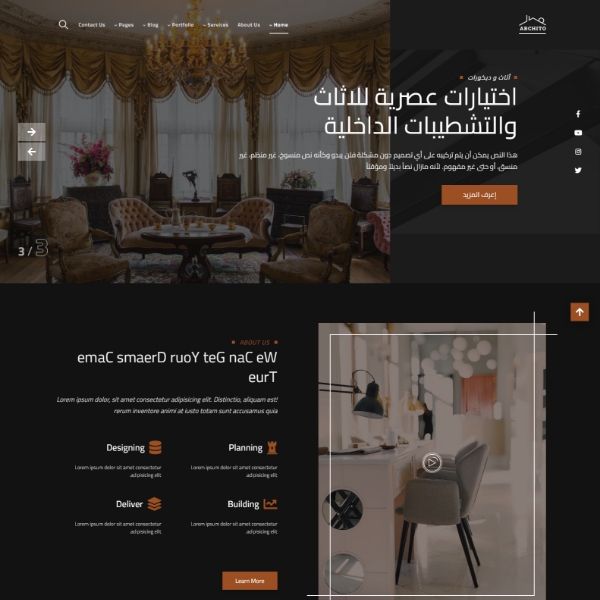 Contact Us
Pages
Blog
Portfolio
Services
About Us
Home
ARCHITO
أثاث و ديكورات
اختيارات عصرية للاثاث
والتشطيبات الداخلية
هذا النص يمكن أن يتم تركيبه على أي تصميم دون مشكلة فلن يبدو وكأنه نص منسوخ، غير منظم، غير
منسق، أو حتى غير مفهوم. لأنه مازال نصاً بديلاً ومؤقتاً
إعرف المزيد
3 / 3
ABOUT US
emaC smaerD ruoY teG naC eW
eurT
Lorem ipsum dolor, sit amet consectetur adipisicing elit. Distinctio, aliquam est!
rerum inventore animi at iusto totam sunt accusamus quia
Designing
Planning
Lorem ipsum dolor sit amet consectetur
adipisicing elit.
Lorem ipsum dolor sit amet consectetur
adipisicing elit.
Deliver
Building
Lorem ipsum dolor sit amet consectetur
adipisicing elit.
Lorem ipsum dolor sit amet consectetur
adipisicing elit.
Learn More